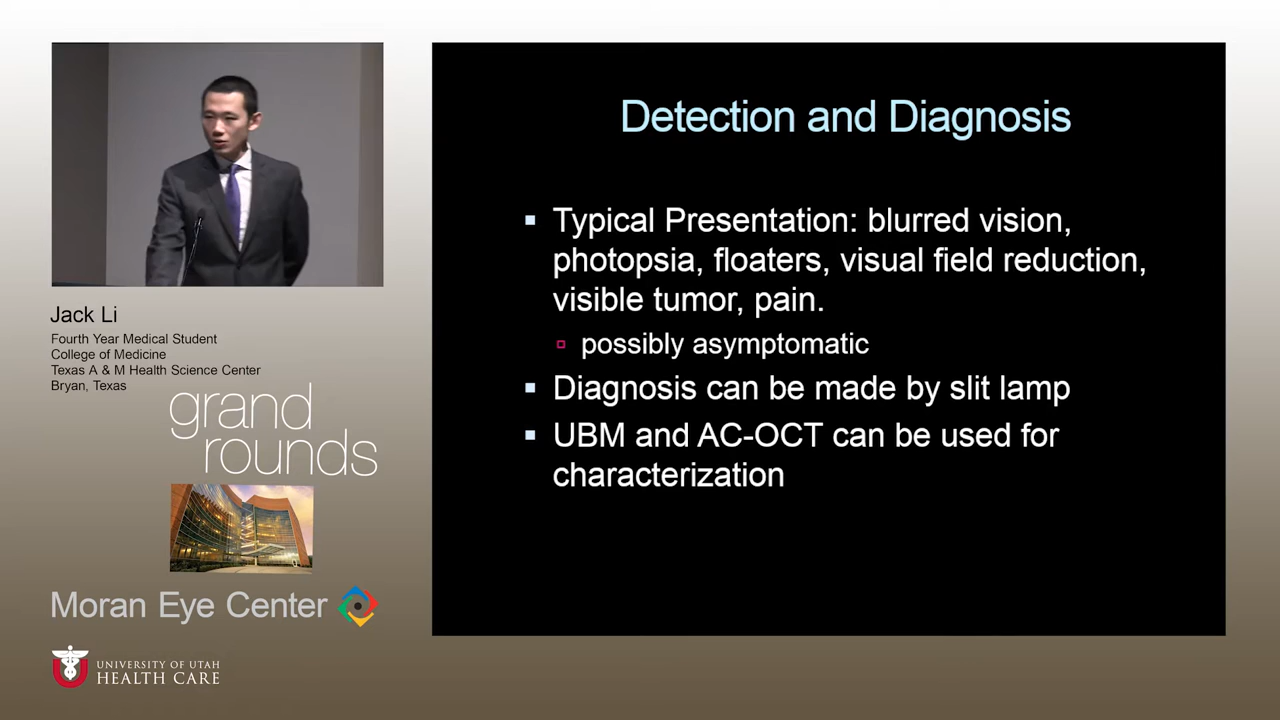 Jack Li
Fourth Year Medical Student
College of Medicine
Texas A & M Health Science Center
Bryan, Texas
grand
rounds
Moran Eye Center
UNIVERSITY OF UTAH
HEALTH CARE
Detection and Diagnosis
Typical Presentation: blurred vision,
photopsia, floaters, visual field reduction,
visible tumor, pain.
possibly asymptomatic
Diagnosis can be made by slit lamp
UBM and AC-OCT can be used for
characterization